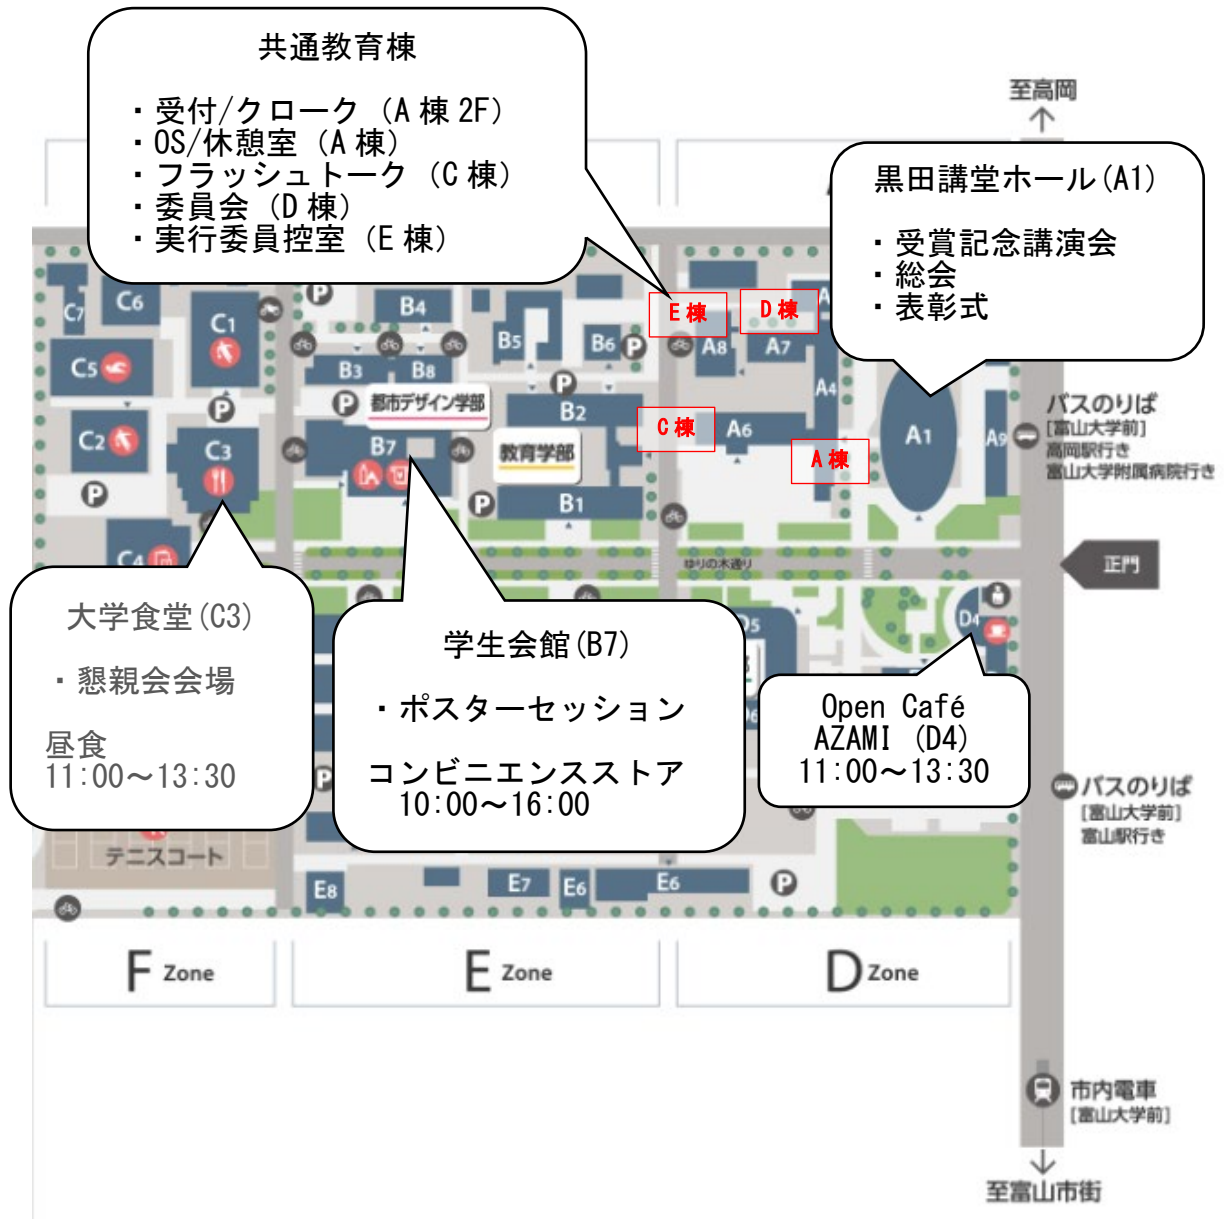 共通教育棟
・受付/クローク（A 棟 2F）
・OS/休憩室（A 棟）
・フラッシュトーク（C 棟）
・委員会（D 棟）
・実行委員控室（E 棟）
至高岡
黒田講堂ホール(A1)
・受賞記念講演会
・総会
・表彰式
C7
C6
C1
C5
C2
C3
C4
B4
B5
B6
B3
B8
B2
B7
B1
都市デザイン学部
教育学部
E 棟
D 棟
C 棟
A 棟
A8
A7
A4
A6
A1
A9
バスのりば
[富山大学前]
高岡駅行き
富山大学附属病院行き
ゆりの木通り
正門
大学食堂(C3)
・懇親会会場
昼食
11:00～13:30
学生会館(B7)
・ポスターセッション
コンビニエンスストア
10:00～16:00
D5
D4
Open Café
AZAMI（D4）
11:00～13:30
バスのりば
[富山大学前]
富山駅行き
テニスコート
E8
E7
E6
E6
P
P
P
P
P
P
P
P
P
F Zone
E Zone
D Zone
市内電車
[富山大学前]
至富山市街